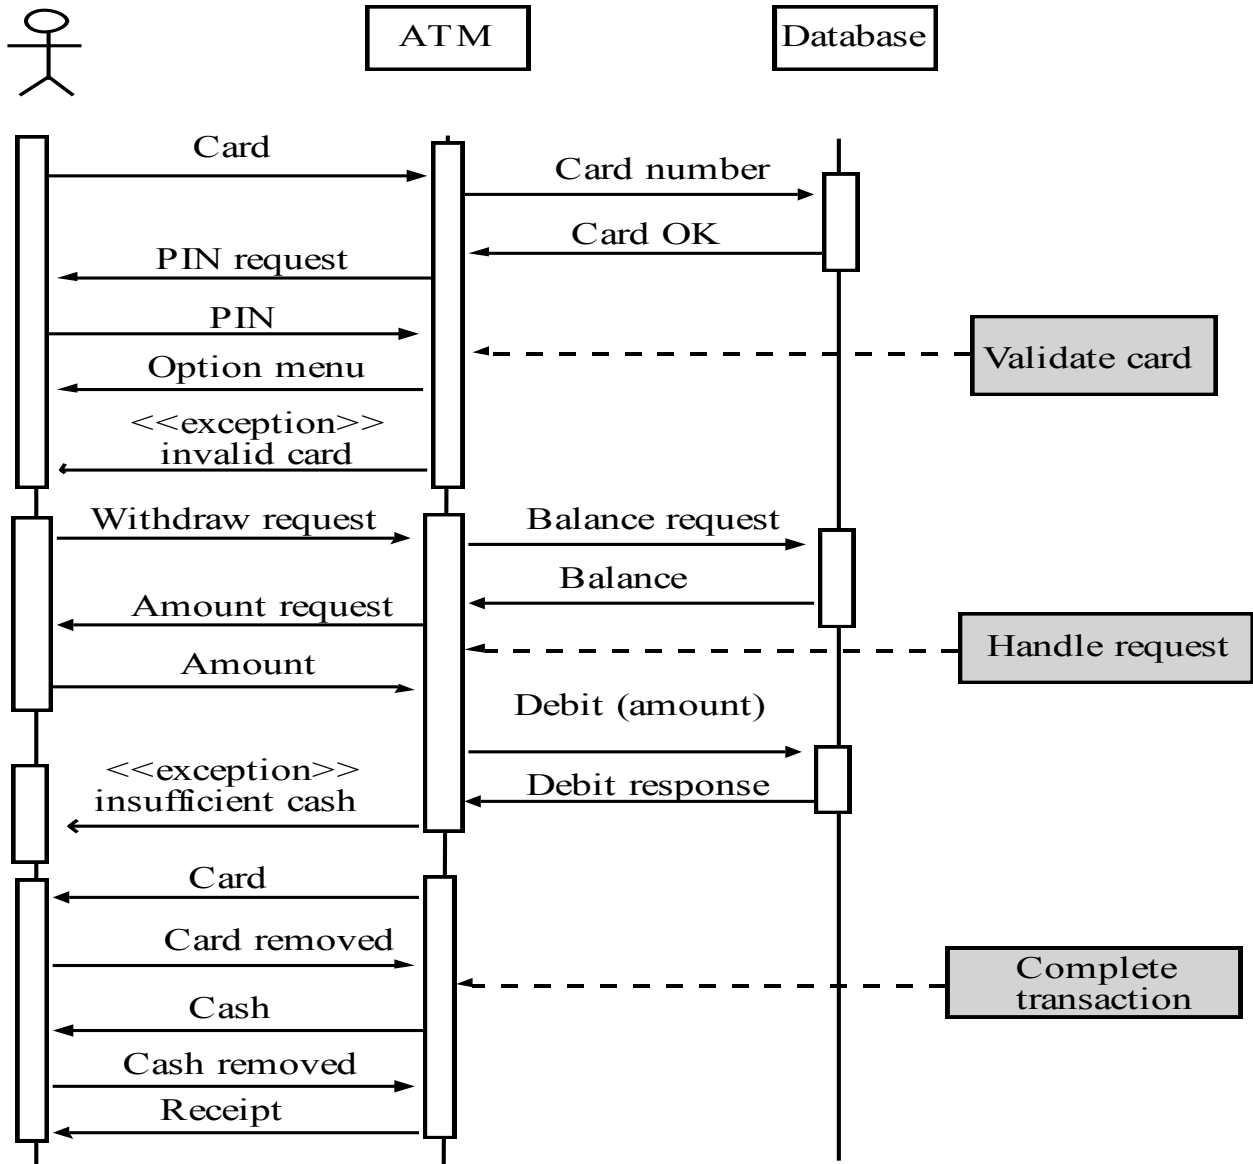 ATM
Database
Card
Card number
Card OK
PIN request
PIN
Validate card
Option menu
<<exception>>
invalid card
Withdraw request
Balance request
Balance
Amount request
Handle request
Amount
Debit (amount)
<<exception>>
insufficient cash
Debit response
Card
Card removed
Complete
transaction
Cash
Cash removed
Receipt